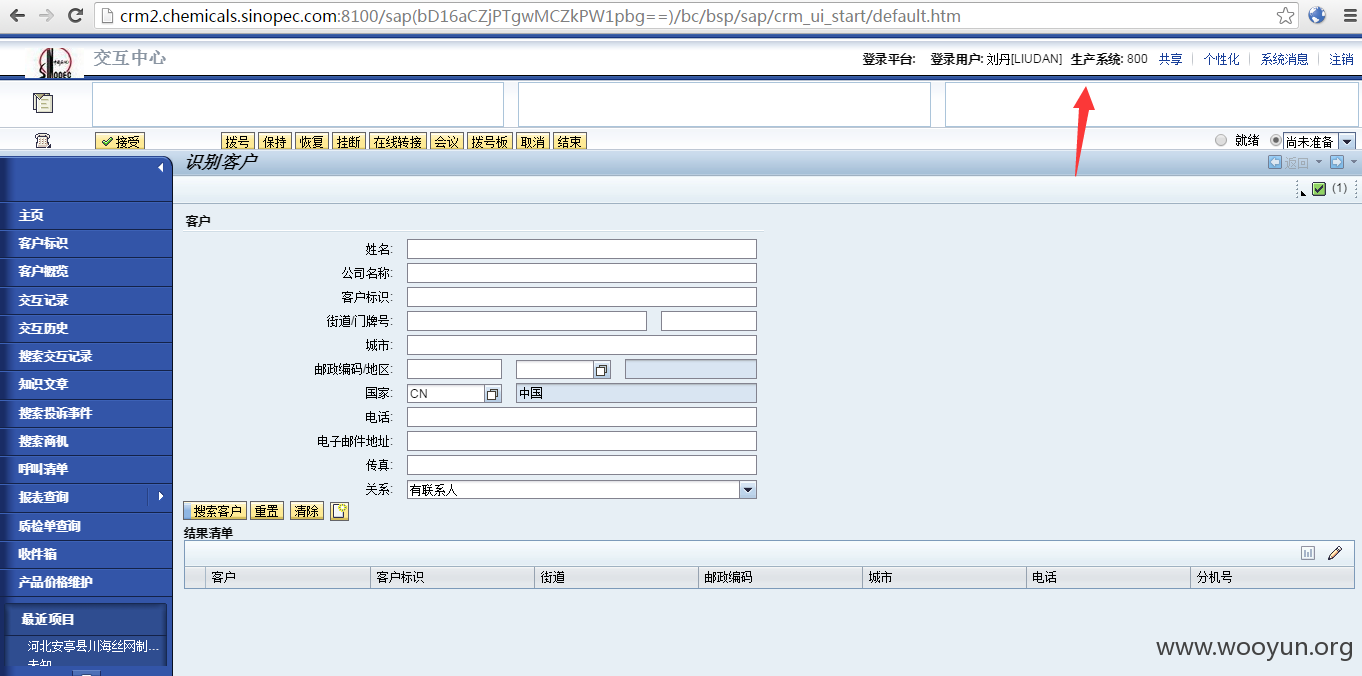 crm2.chemicals.sinopec.com:8100/sap(bD16aCZjPTgwMCZkPW1pbg==)/bc/bsp/sap/crm_ui_start/default.htm
SINOPEC 交互中心 登录平台: 登录用户: 刘丹[LIUDAN] 生产系统: 800 共享 个性化 系统消息 注销
接受 拨号 保持 恢复 挂断 在线转接 会议 拨号板 取消 结束 就绪 尚未准备
识别客户 返回
(1)
主页
客户标识
客户概览
交互记录
交互历史
搜索交互记录
知识文章
搜索投诉事件
搜索商机
呼叫清单
报表查询
质检单查询
收件箱
产品价格维护
最近项目
河北安亭县川海丝网制...
未知
客户
姓名:
公司名称:
客户标识:
街道/门牌号:
城市:
邮政编码/地区:
国家: CN 中国
电话:
电子邮件地址:
传真:
关系: 有联系人
搜索客户 重置 清除
结果清单
客户 客户标识 街道 邮政编码 城市 电话 分机号
www.wooyun.org